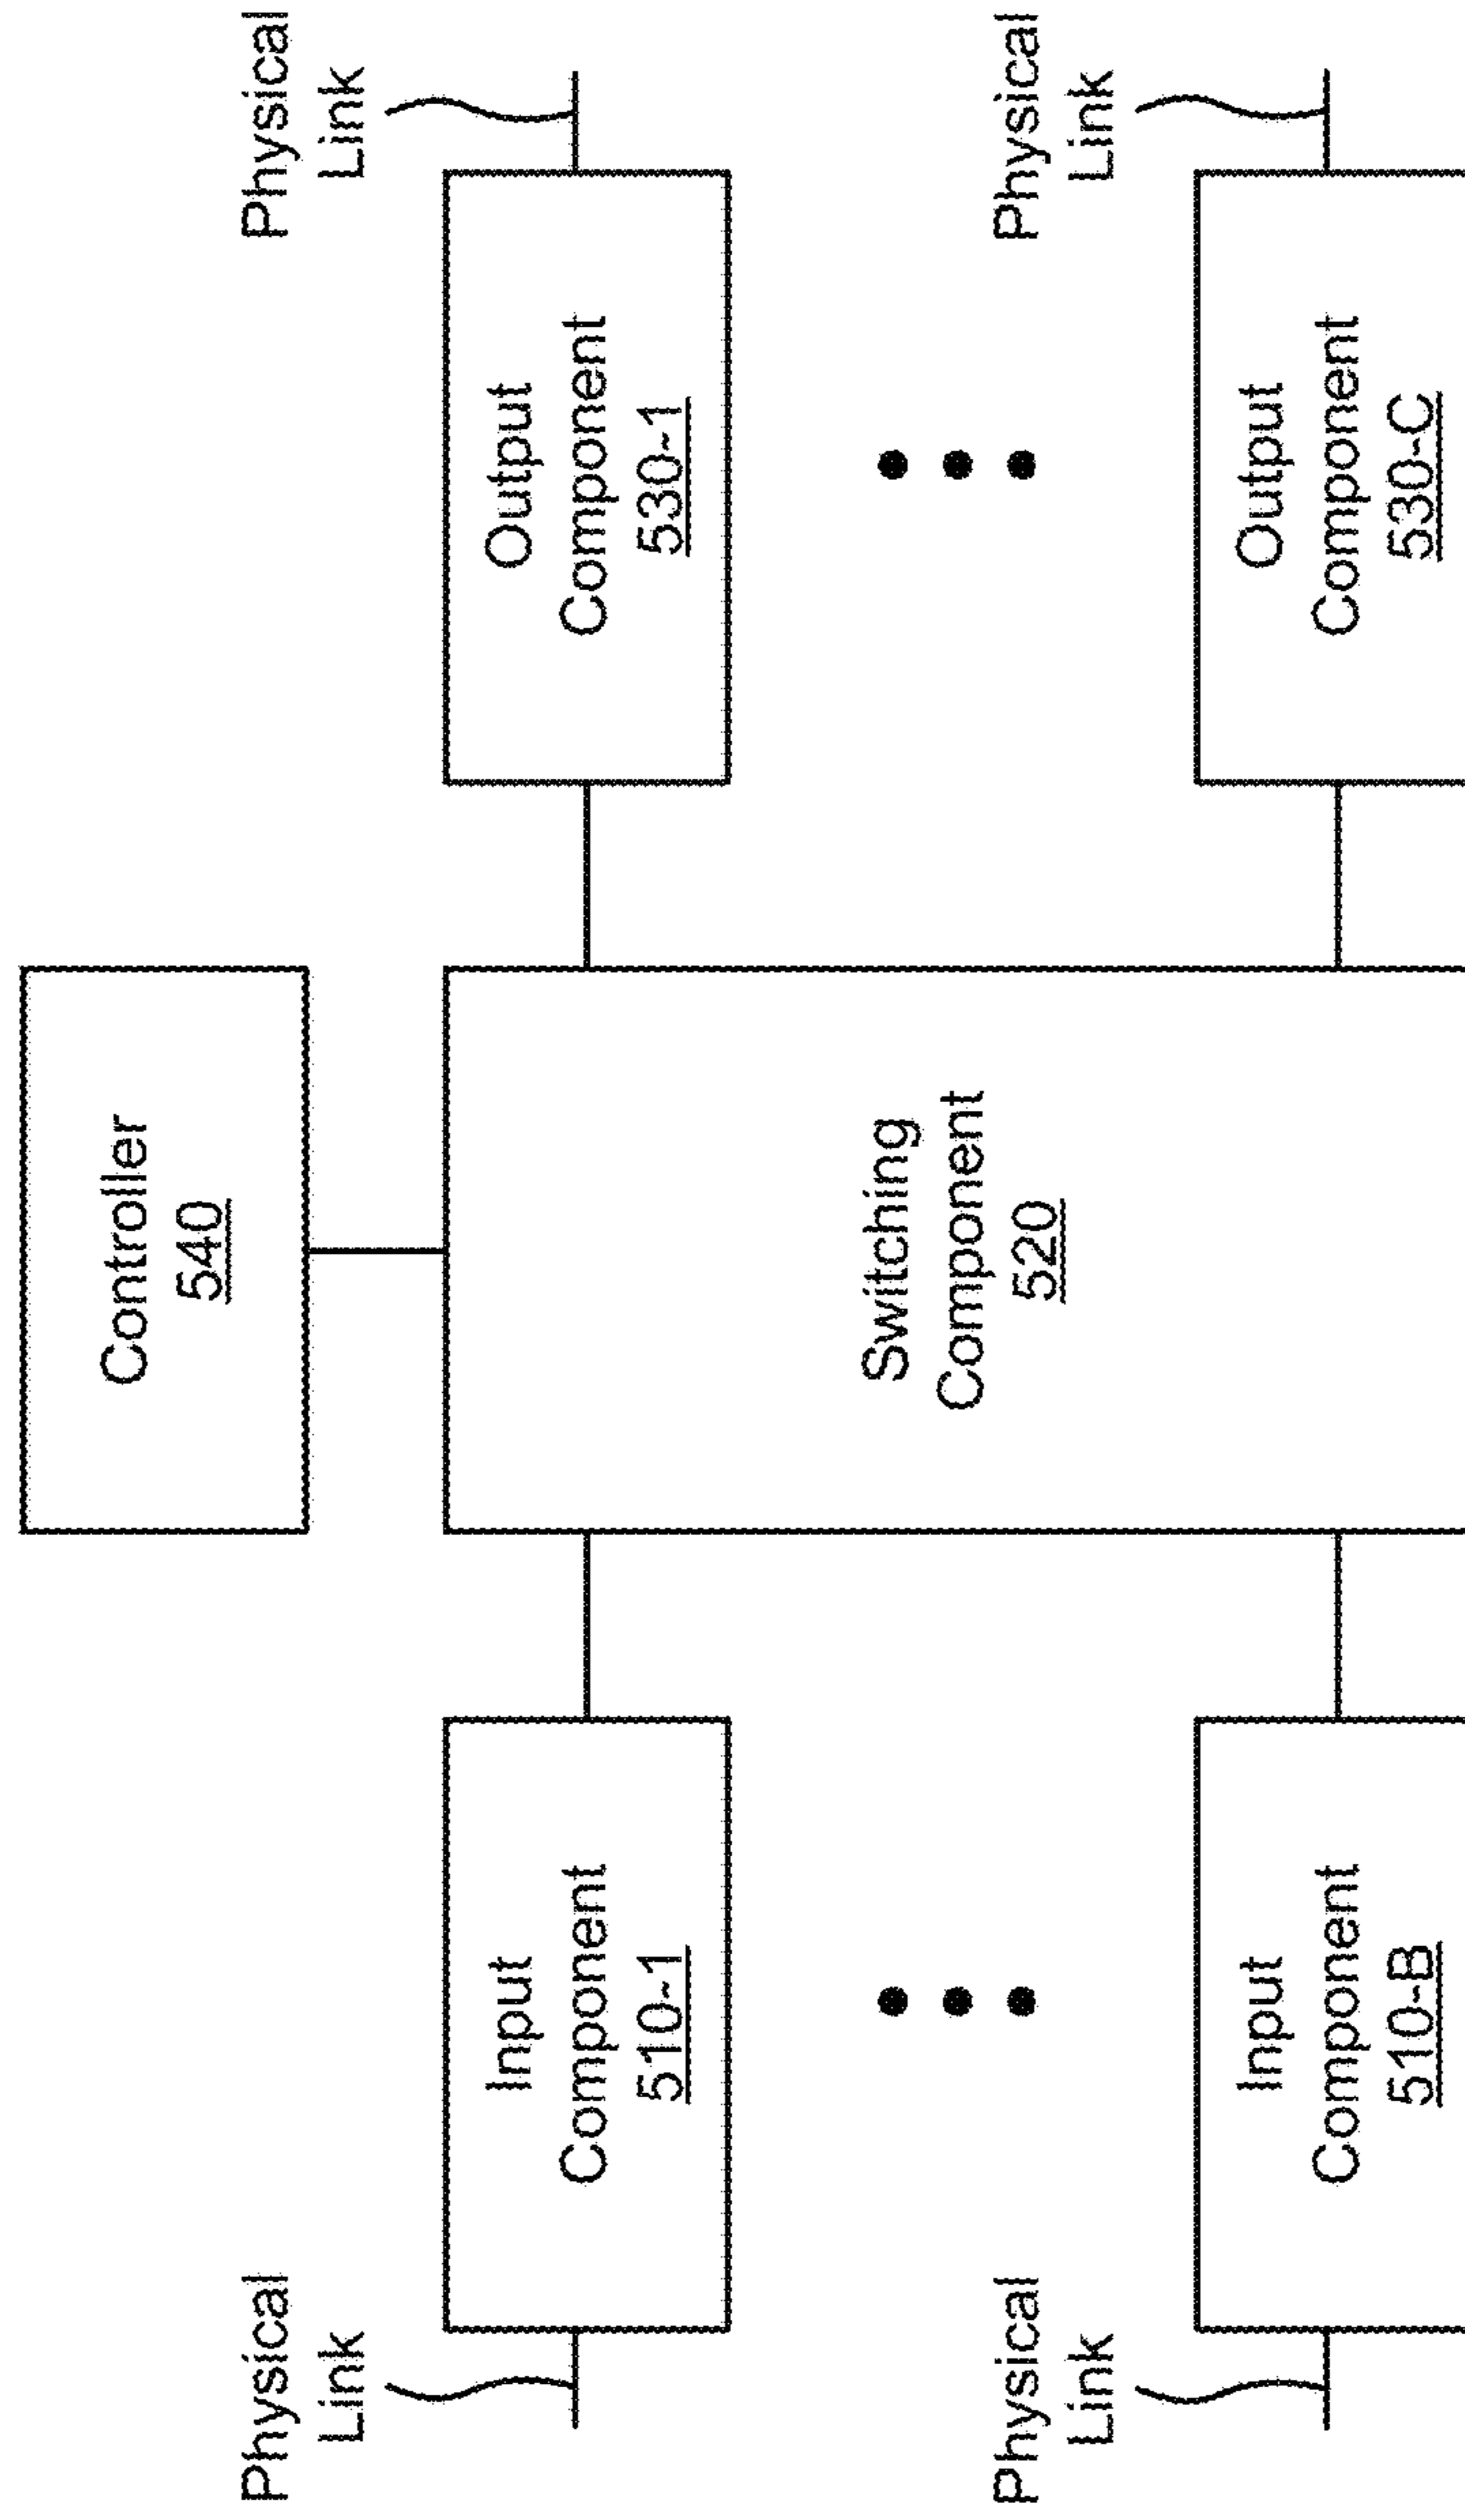 Controller
540
Physical
Link
Input
Component
510-1
Switching
Component
520
Output
Component
530-1
Physical
Link
Physical
Link
Input
Component
510-B
Output
Component
530-C
Physical
Link